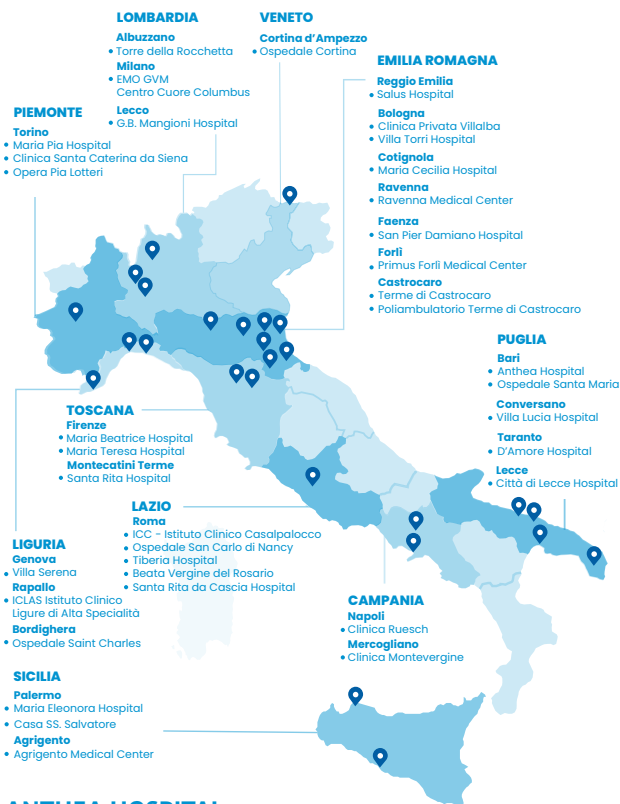 LOMBARDIA
Albuzzano
• Torre della Rocchetta
Milano
• EMO GVM
Centro Cuore Columbus
Lecco
• G.B. Mangioni Hospital
VENETO
Cortina d'Ampezzo
• Ospedale Cortina
EMILIA ROMAGNA
Reggio Emilia
• Salus Hospital
Bologna
• Clinica Privata Villalba
• Villa Torri Hospital
Cotignola
• Maria Cecilia Hospital
Ravenna
• Ravenna Medical Center
Faenza
• San Pier Damiano Hospital
Forlì
• Primus Forlì Medical Center
Castrocaro
• Terme di Castrocaro
• Poliambulatorio Terme di Castrocaro
PIEMONTE
Torino
• Maria Pia Hospital
• Clinica Santa Caterina da Siena
• Opera Pia Lotteri
PUGLIA
Bari
• Anthea Hospital
• Ospedale Santa Maria
Conversano
• Villa Lucia Hospital
Taranto
• D'Amore Hospital
Lecce
• Città di Lecce Hospital
TOSCANA
Firenze
• Maria Beatrice Hospital
• Maria Teresa Hospital
Montecatini Terme
• Santa Rita Hospital
LAZIO
Roma
• ICC - Istituto Clinico Casalpalocco
• Ospedale San Carlo di Nancy
• Tiberia Hospital
• Beata Vergine del Rosario
• Santa Rita da Cascia Hospital
LIGURIA
Genova
• Villa Serena
Rapallo
• ICLAS Istituto Clinico
Ligure di Alta Specialità
Bordighera
• Ospedale Saint Charles
CAMPANIA
Napoli
• Clinica Ruesch
Mercogliano
• Clinica Montevergine
SICILIA
Palermo
• Maria Eleonora Hospital
• Casa SS. Salvatore
Agrigento
• Agrigento Medical Center
ANTHEA HOSPITAL